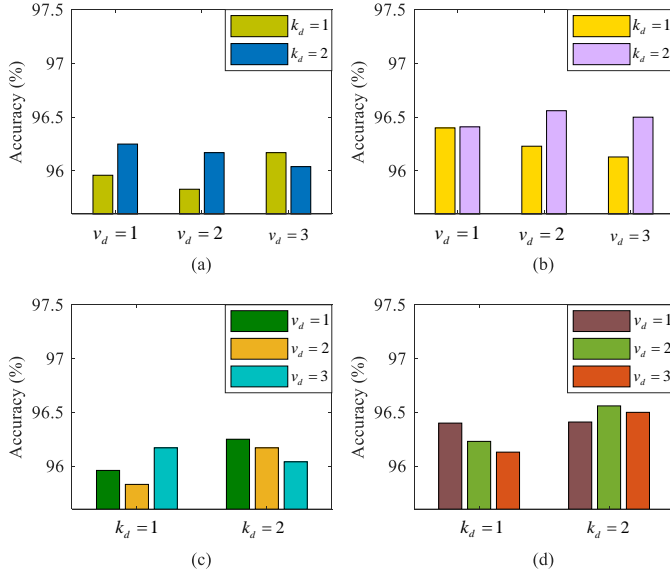 97.5
97
96.5
96
Accuracy (%)
k_d = 1
k_d = 2
v_d = 1
v_d = 2
v_d = 3
(a)
97.5
97
96.5
96
Accuracy (%)
k_d = 1
k_d = 2
v_d = 1
v_d = 2
v_d = 3
(b)
97.5
97
96.5
96
Accuracy (%)
v_d = 1
v_d = 2
v_d = 3
k_d = 1
k_d = 2
(c)
97.5
97
96.5
96
Accuracy (%)
v_d = 1
v_d = 2
v_d = 3
k_d = 1
k_d = 2
(d)